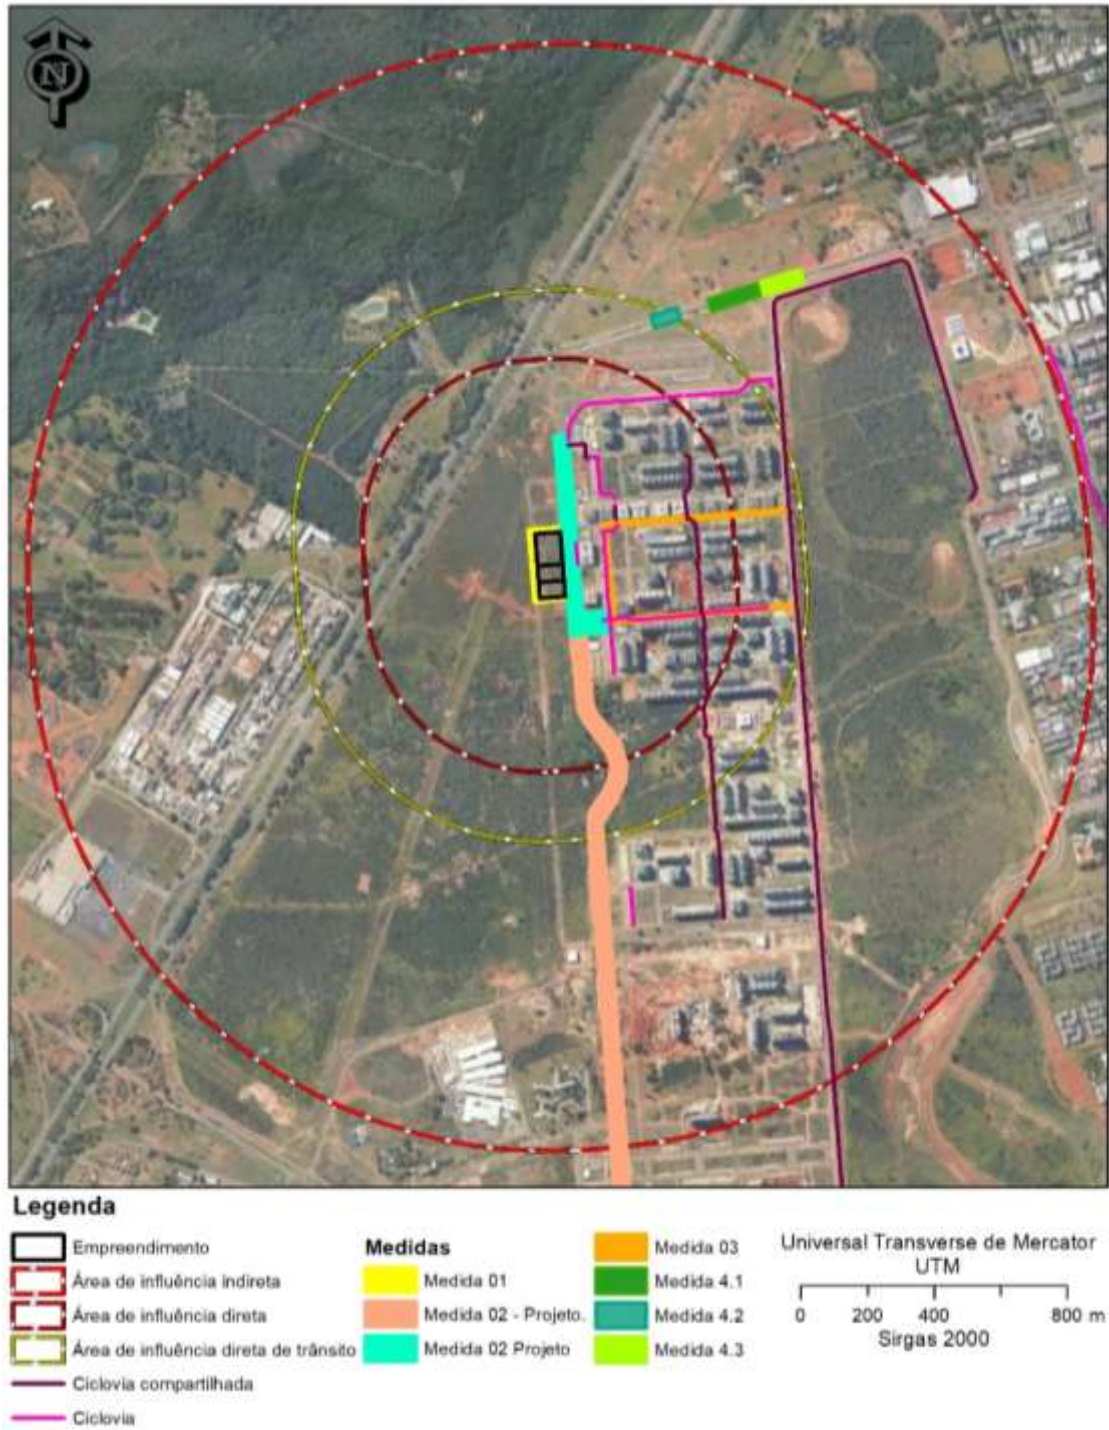 N
Legenda
Empreendimento
Área de influência indireta
Área de influência direta
Área de influência direta de trânsito
Ciclovia compartilhada
Ciclovia
Medidas
Medida 01
Medida 02 - Projeto.
Medida 02 Projeto
Medida 03
Medida 4.1
Medida 4.2
Medida 4.3
Universal Transverse de Mercator
UTM
0 200 400 800 m
Sirgas 2000